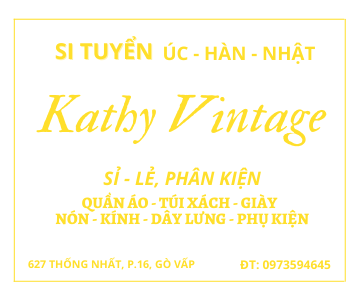 SI TUYỂN ÚC - HÀN - NHẬT
Kathy Vintage
SỈ - LẺ, PHÂN KIỆN
QUẦN ÁO - TÚI XÁCH - GIÀY
NÓN - KÍNH - DÂY LƯNG - PHỤ KIỆN
627 THỐNG NHẤT, P.16, GÒ VẤP ĐT: 0973594645